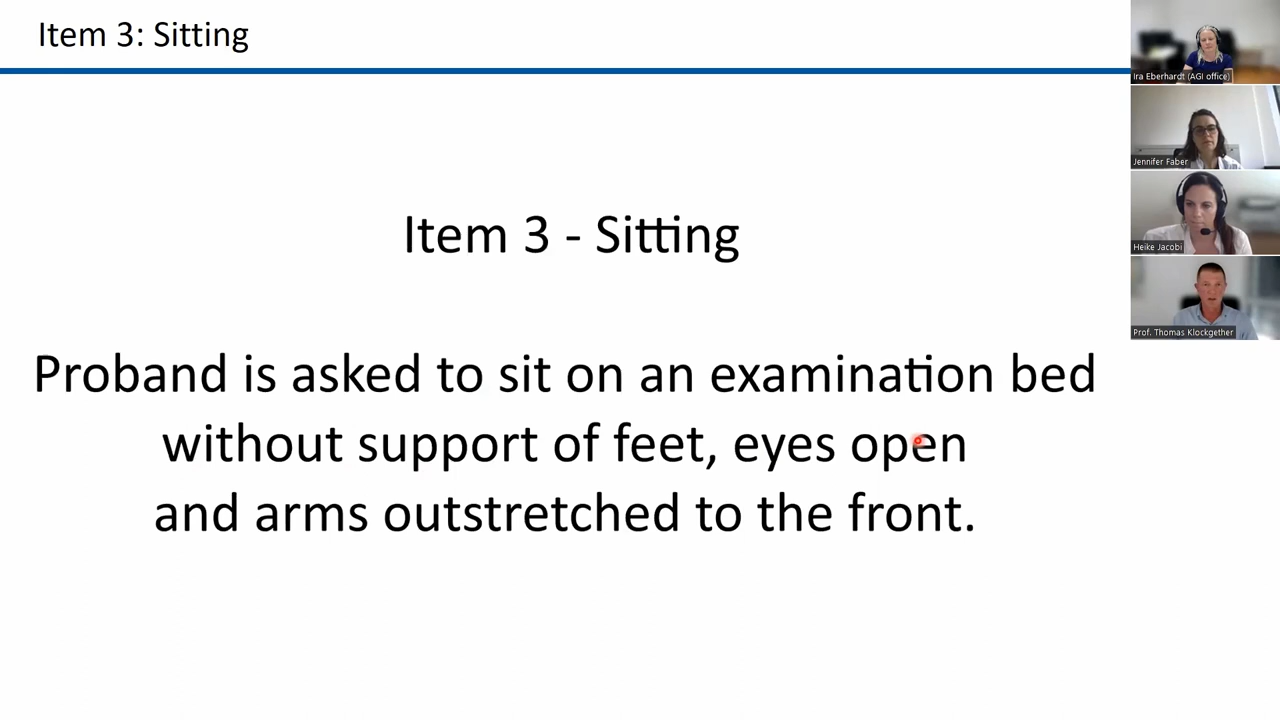 Item 3: Sitting
Item 3 - Sitting
Proband is asked to sit on an examination bed
without support of feet, eyes open
and arms outstretched to the front.
Ira Eberhardt (AGI office)
Jennifer Faber
Heike Jacobi
Prof. Thomas Klockgether